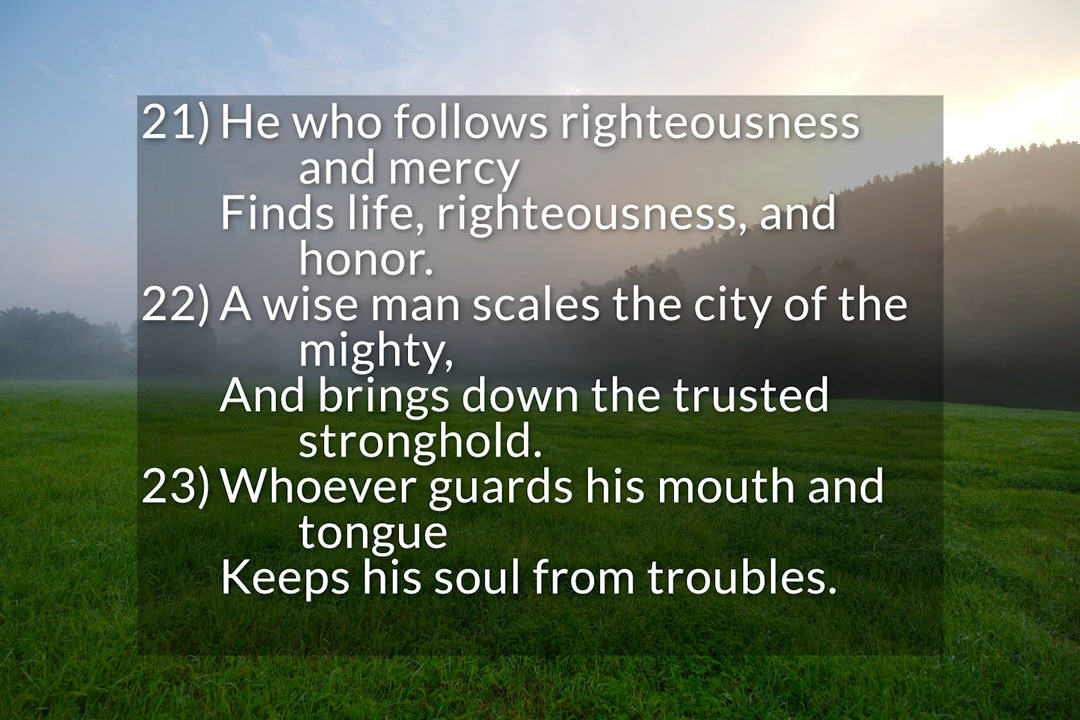 21) He who follows righteousness
and mercy
Finds life, righteousness, and
honor.
22) A wise man scales the city of the
mighty,
And brings down the trusted
stronghold.
23) Whoever guards his mouth and
tongue
Keeps his soul from troubles.